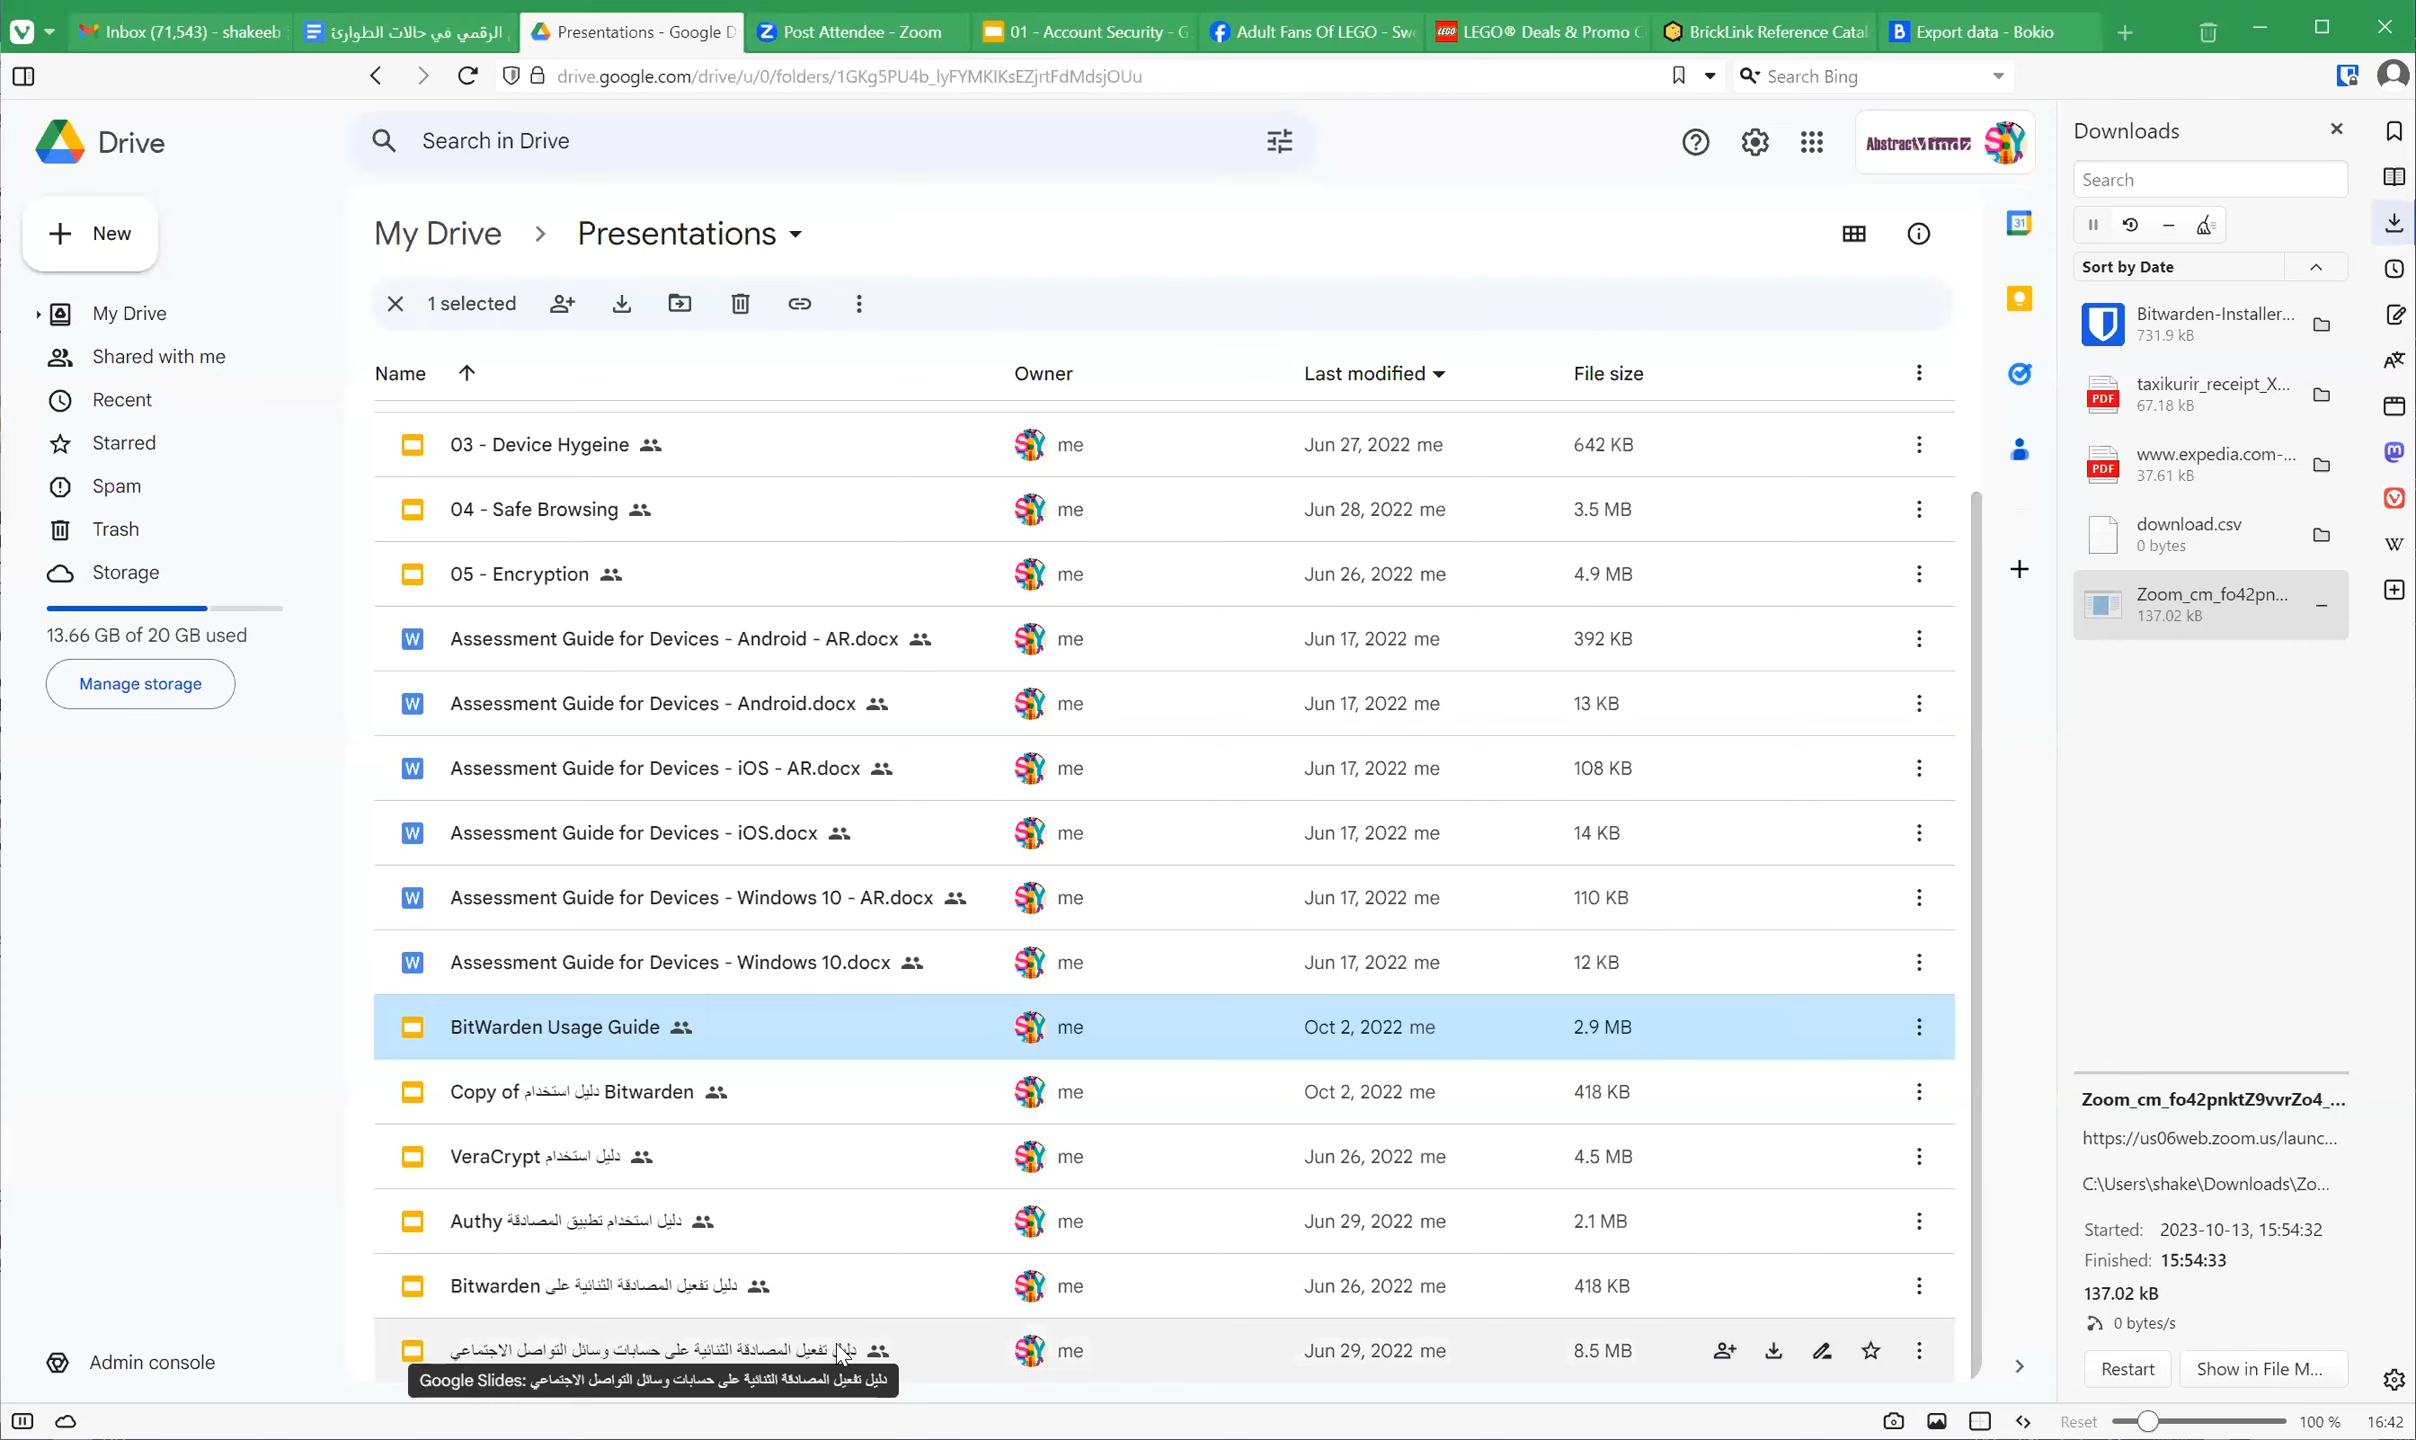 Inbox (71,543) - shakeeb
الرقمي في حالات الطوارئ
Presentations - Google D
Post Attendee - Zoom
01 - Account Security - G
Adult Fans Of LEGO - Swe
LEGO® Deals & Promo C
BrickLink Reference Catal
Export data - Bokio
drive.google.com/drive/u/0/folders/1GKg5PU4b_lyFYMKIKsEZjrtFdMdsjOUu
Search Bing
Drive
Search in Drive
New
My Drive
Shared with me
Recent
Starred
Spam
Trash
Storage
13.66 GB of 20 GB used
Manage storage
Admin console
My Drive > Presentations
1 selected
Name Owner Last modified File size
03 - Device Hygeine me Jun 27, 2022 me 642 KB
04 - Safe Browsing me Jun 28, 2022 me 3.5 MB
05 - Encryption me Jun 26, 2022 me 4.9 MB
Assessment Guide for Devices - Android - AR.docx me Jun 17, 2022 me 392 KB
Assessment Guide for Devices - Android.docx me Jun 17, 2022 me 13 KB
Assessment Guide for Devices - iOS - AR.docx me Jun 17, 2022 me 108 KB
Assessment Guide for Devices - iOS.docx me Jun 17, 2022 me 14 KB
Assessment Guide for Devices - Windows 10 - AR.docx me Jun 17, 2022 me 110 KB
Assessment Guide for Devices - Windows 10.docx me Jun 17, 2022 me 12 KB
BitWarden Usage Guide me Oct 2, 2022 me 2.9 MB
Copy of دليل استخدام Bitwarden me Oct 2, 2022 me 418 KB
VeraCrypt دليل استخدام me Jun 26, 2022 me 4.5 MB
Authy دليل استخدام تطبيق المصادقة me Jun 29, 2022 me 2.1 MB
Bitwarden دليل تفعيل المصادقة الثنائية على me Jun 26, 2022 me 418 KB
دليل تفعيل المصادقة الثنائية على حسابات وسائل التواصل الاجتماعي me Jun 29, 2022 me 8.5 MB
Google Slides: دليل تفعيل المصادقة الثنائية على حسابات وسائل التواصل الاجتماعي
31
Downloads
Search
Sort by Date
Bitwarden-Installer...
731.9 kB
PDF
taxikurir_receipt_X...
67.18 kB
PDF
www.expedia.com-...
37.61 kB
download.csv
0 bytes
Zoom_cm_fo42pn...
137.02 kB
Zoom_cm_fo42pnktZ9vvrZo4_...
https://us06web.zoom.us/launc...
C:\Users\shake\Downloads\Zo...
Started: 2023-10-13, 15:54:32
Finished: 15:54:33
137.02 kB
0 bytes/s
Restart
Show in File M...
Reset 100 % 16:42